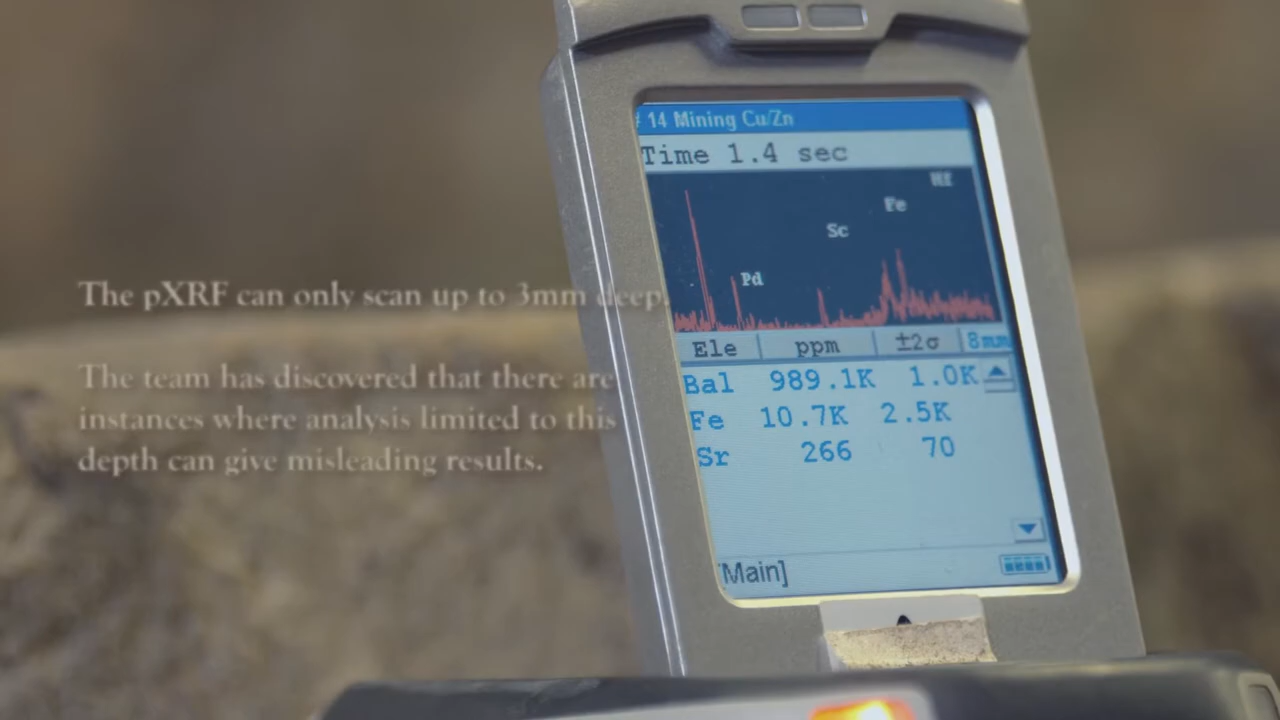 The pXRF can only scan up to 3mm deep.
The team has discovered that there are
instances where analysis limited to this
depth can give misleading results.
# 14 Mining Cu/Zn
Time 1.4 sec
Fe
Sc
Pd
Ele ppm ±2σ 8mm
Bal 989.1K 1.0K
Fe 10.7K 2.5K
Sr 266 70
[Main]